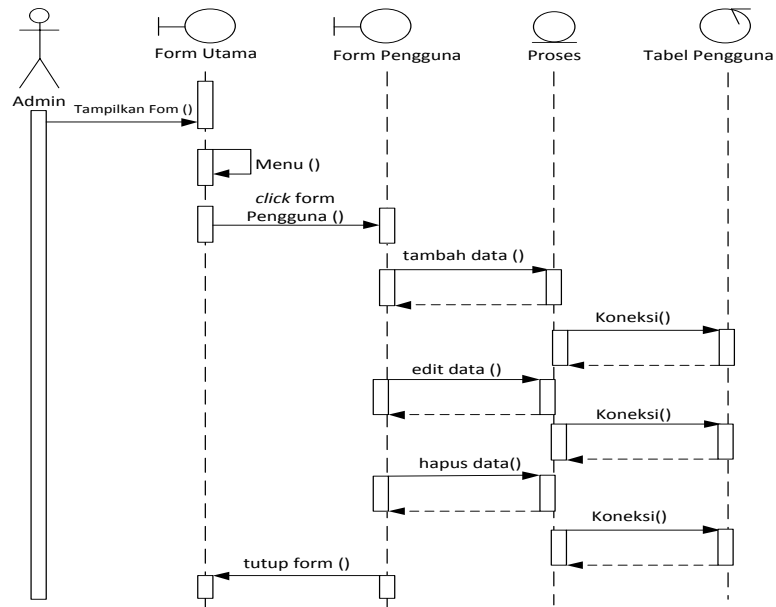 Form Utama
Form Pengguna
Proses
Tabel Pengguna
Admin
Tampilkan Fom ()
Menu ()
click form
Pengguna ()
tambah data ()
Koneksi()
edit data ()
Koneksi()
hapus data()
Koneksi()
tutup form ()